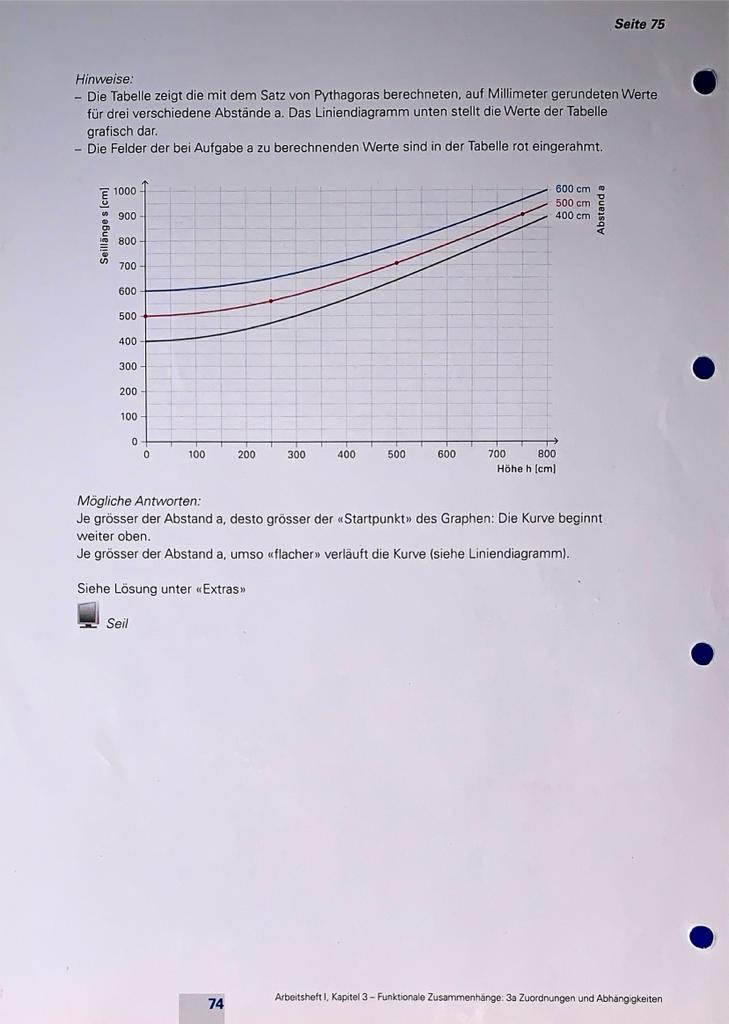 Seite 75
Hinweise:
– Die Tabelle zeigt die mit dem Satz von Pythagoras berechneten, auf Millimeter gerundeten Werte
für drei verschiedene Abstände a. Das Liniendiagramm unten stellt die Werte der Tabelle
grafisch dar.
– Die Felder der bei Aufgabe a zu berechnenden Werte sind in der Tabelle rot eingerahmt.
Seillänge s [cm]
1000
900
800
700
600
500
400
300
200
100
0
600 cm
500 cm
400 cm
Abstand a
0 100 200 300 400 500 600 700 800
Höhe h [cm]
Mögliche Antworten:
Je grösser der Abstand a, desto grösser der «Startpunkt» des Graphen: Die Kurve beginnt
weiter oben.
Je grösser der Abstand a, umso «flacher» verläuft die Kurve (siehe Liniendiagramm).
Siehe Lösung unter «Extras»
Seil
74
Arbeitsheft I, Kapitel 3 – Funktionale Zusammenhänge: 3a Zuordnungen und Abhängigkeiten